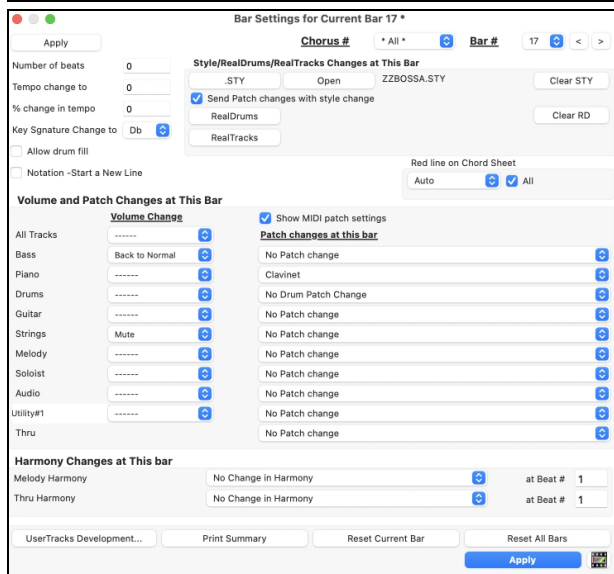 Bar Settings for Current Bar 17 *
Apply
Chorus # * All * Bar # 17 < >
Number of beats 0
Tempo change to 0
% change in tempo 0
Key Sgnature Change to Db
Allow drum fill
Notation -Start a New Line
Style/RealDrums/RealTracks Changes at This Bar
.STY Open ZZBOSSA.STY Clear STY
Send Patch changes with style change
RealDrums Clear RD
RealTracks
Red line on Chord Sheet
Auto All
Volume and Patch Changes at This Bar
Volume Change Show MIDI patch settings
All Tracks ------ Patch changes at this bar
Bass Back to Normal No Patch change
Piano ------ Clavinet
Drums ------ No Drum Patch Change
Guitar ------ No Patch change
Strings Mute No Patch change
Melody ------ No Patch change
Soloist ------ No Patch change
Audio ------ No Patch change
Utility#1 ------ No Patch change
Thru No Patch change
Harmony Changes at This bar
Melody Harmony No Change in Harmony at Beat # 1
Thru Harmony No Change in Harmony at Beat # 1
UserTracks Development... Print Summary Reset Current Bar Reset All Bars
Apply